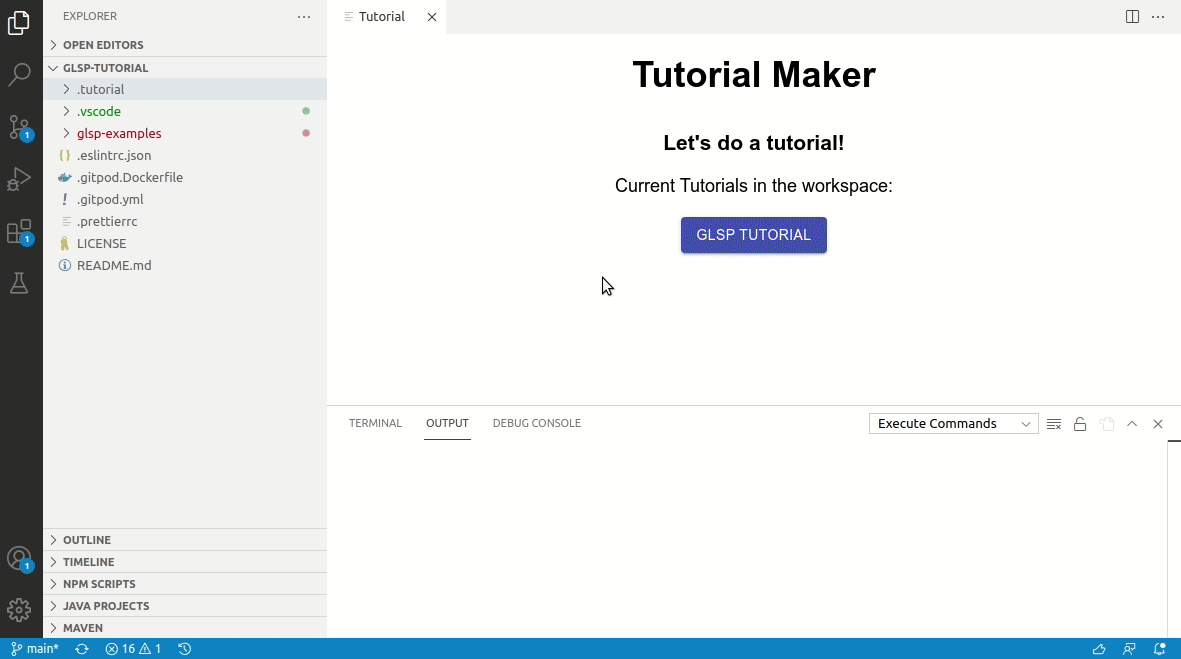 EXPLORER
OPEN EDITORS
GLSP-TUTORIAL
.tutorial
.vscode
glsp-examples
.eslintrc.json
.gitpod.Dockerfile
.gitpod.yml
.prettierrc
LICENSE
README.md
OUTLINE
TIMELINE
NPM SCRIPTS
JAVA PROJECTS
MAVEN
1
1
1
Tutorial
Tutorial Maker
Let's do a tutorial!
Current Tutorials in the workspace:
GLSP TUTORIAL
TERMINAL OUTPUT DEBUG CONSOLE Execute Commands
main* 16 1